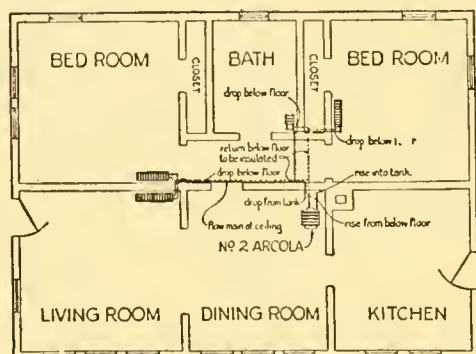 BED ROOM
CLOSET
BATH
CLOSET
BED ROOM
drop below floor
drop below
return below floor
to be insulated
drop below floor
rise into tank
drop from tank
flow main at ceiling
rise from below floor
No 2 ARCOLA
LIVING ROOM
DINING ROOM
KITCHEN